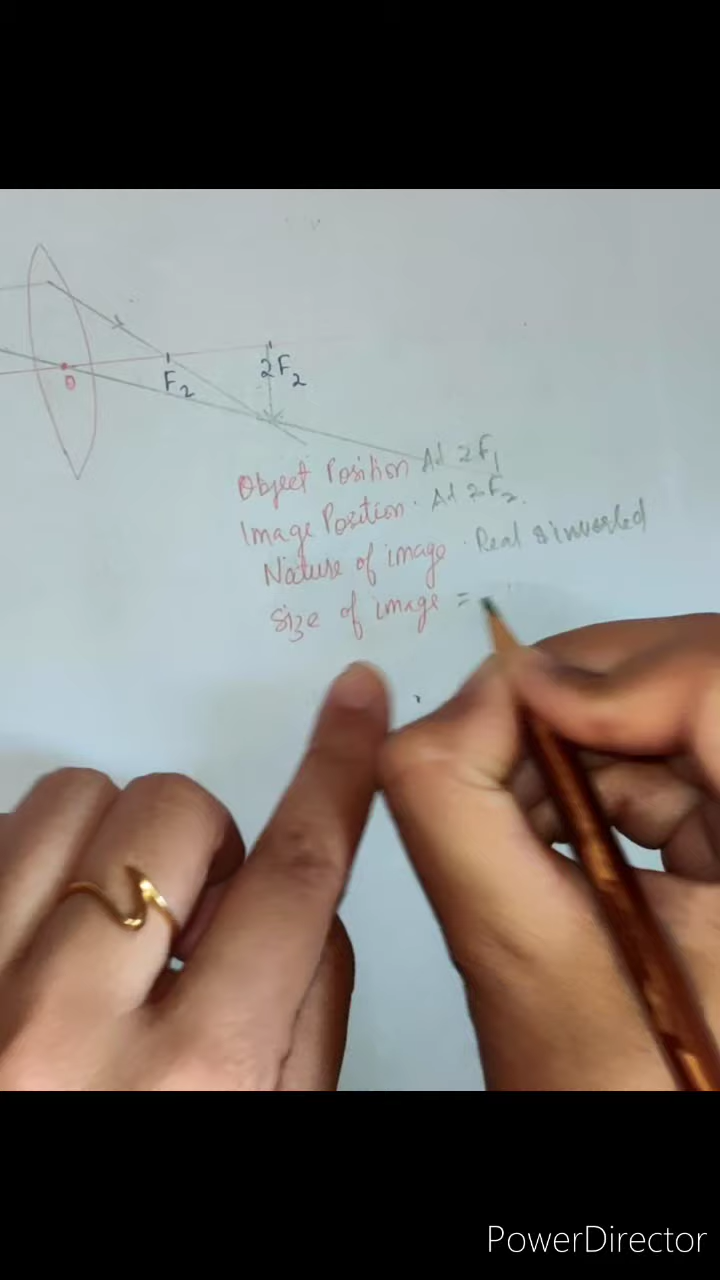 O
F2
2F2
Object Position At 2F1
Image Position. At 2F2.
Nature of image. Real & inverted
Size of image =
PowerDirector